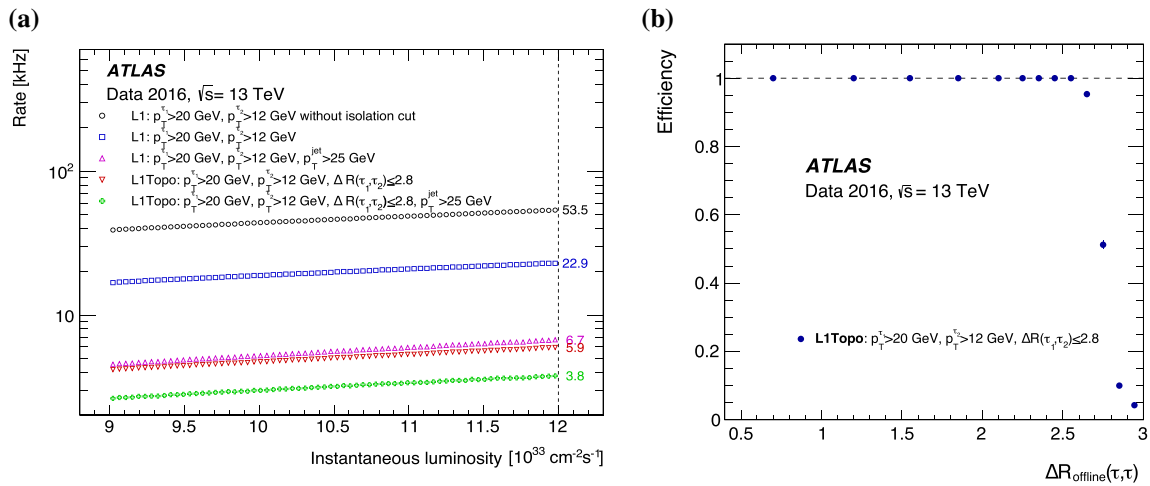 (a)
Rate [kHz]
ATLAS
Data 2016, √s= 13 TeV
L1: p_T^τ₁>20 GeV, p_T^τ₂>12 GeV without isolation cut
L1: p_T^τ₁>20 GeV, p_T^τ₂>12 GeV
L1: p_T^τ₁>20 GeV, p_T^τ₂>12 GeV, p_T^jet>25 GeV
L1Topo: p_T^τ₁>20 GeV, p_T^τ₂>12 GeV, Δ R(τ₁,τ₂)≤2.8
L1Topo: p_T^τ₁>20 GeV, p_T^τ₂>12 GeV, Δ R(τ₁,τ₂)≤2.8, p_T^jet>25 GeV
10²
10
53.5
22.9
6.7
5.9
3.8
9 9.5 10 10.5 11 11.5 12
Instantaneous luminosity [10³³ cm⁻²s⁻¹]
(b)
Efficiency
1
0.8
0.6
0.4
0.2
0
ATLAS
Data 2016, √s = 13 TeV
L1Topo: p_T^τ₁>20 GeV, p_T^τ₂>12 GeV, ΔR(τ₁,τ₂)≤2.8
0.5 1 1.5 2 2.5 3
ΔR_offline(τ,τ)